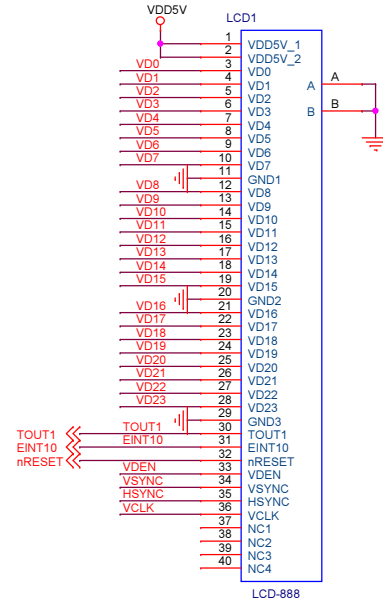 VDD5V
LCD1
1 VDD5V_1
2 VDD5V_2
VD0 3 VD0
VD1 4 VD1 A A
VD2 5 VD2
VD3 6 VD3 B B
VD4 7 VD4
VD5 8 VD5
VD6 9 VD6
VD7 10 VD7
11 GND1
VD8 12 VD8
VD9 13 VD9
VD10 14 VD10
VD11 15 VD11
VD12 16 VD12
VD13 17 VD13
VD14 18 VD14
VD15 19 VD15
20 GND2
VD16 21 VD16
VD17 22 VD17
VD18 23 VD18
VD19 24 VD19
VD20 25 VD20
VD21 26 VD21
VD22 27 VD22
VD23 28 VD23
29 GND3
TOUT1 TOUT1 30 TOUT1
EINT10 EINT10 31 EINT10
nRESET 32 nRESET
VDEN 33 VDEN
VSYNC 34 VSYNC
HSYNC 35 HSYNC
VCLK 36 VCLK
37 NC1
38 NC2
39 NC3
40 NC4
LCD-888